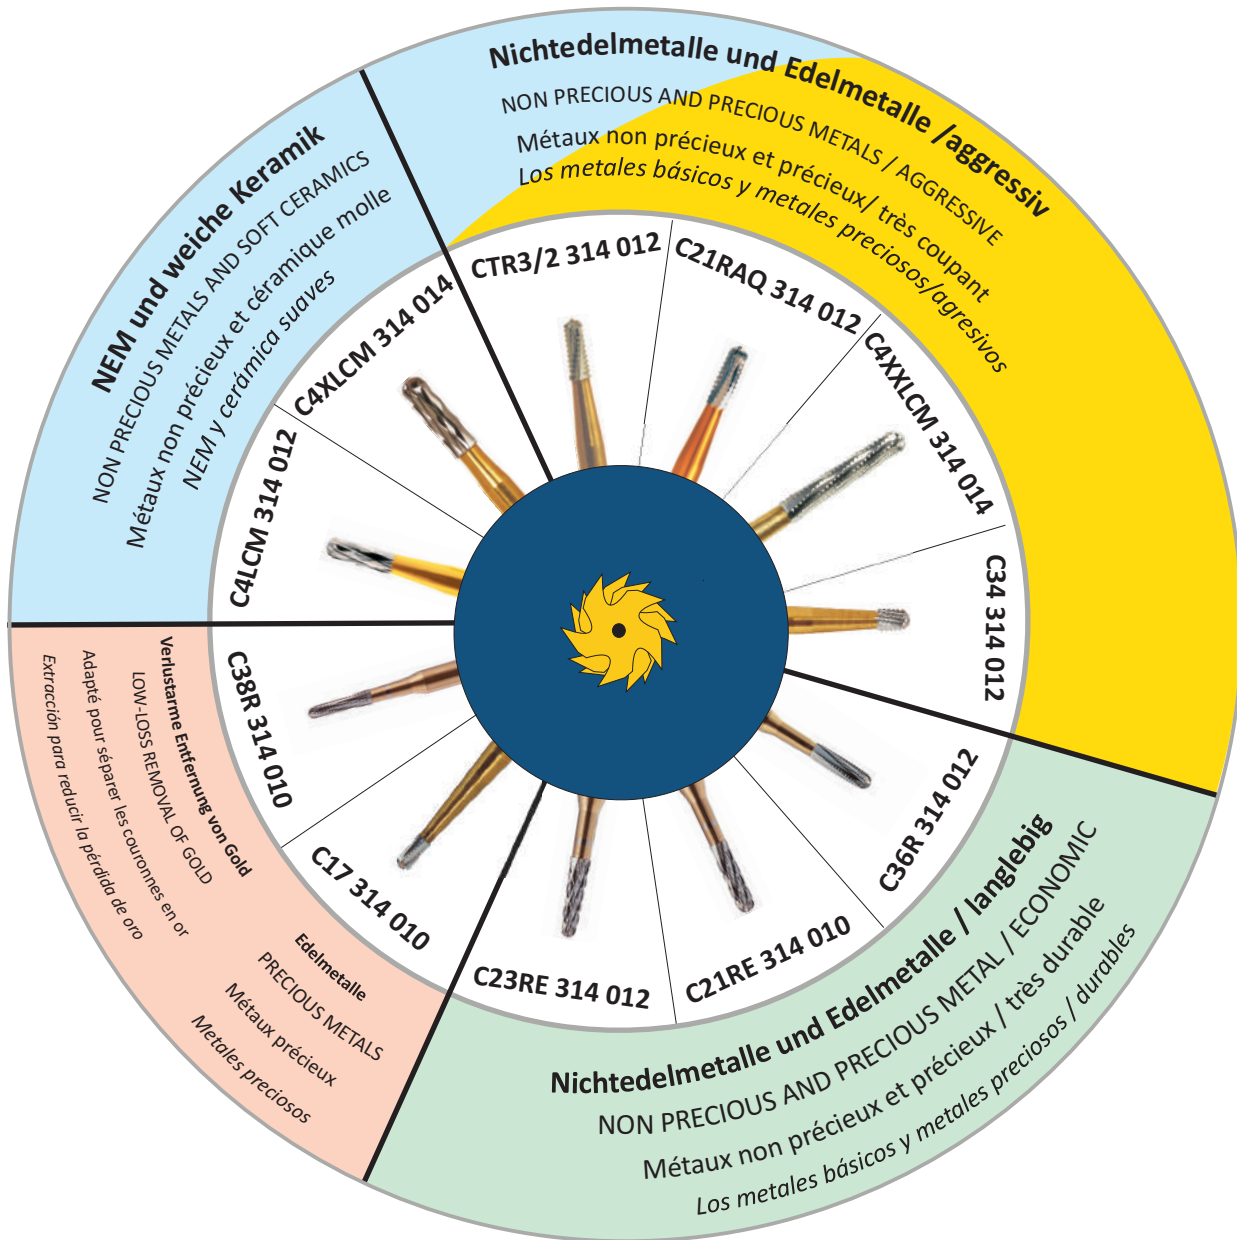 Nichtedelmetalle und Edelmetalle /aggressiv
NON PRECIOUS AND PRECIOUS METALS / AGGRESSIVE
Métaux non précieux et précieux/ très coupant
Los metales básicos y metales preciosos/agresivos
CTR3/2 314 012
C21RAQ 314 012
C4XXLCM 314 014
C34 314 012
Nichtedelmetalle und Edelmetalle / langlebig
NON PRECIOUS AND PRECIOUS METAL / ECONOMIC
Métaux non précieux et précieux / très durable
Los metales básicos y metales preciosos / durables
C36R 314 012
C21RE 314 010
C23RE 314 012
Edelmetalle
PRECIOUS METALS
Métaux précieux
Metales preciosos
C17 314 010
Verlustarme Entfernung von Gold
LOW-LOSS REMOVAL OF GOLD
Adapté pour séparer les couronnes en or
Extracción para reducir la pérdida de oro
C38R 314 010
NEM und weiche Keramik
NON PRECIOUS METALS AND SOFT CERAMICS
Métaux non précieux et céramique molle
NEM y cerámica suaves
C4LCM 314 012
C4XLCM 314 014